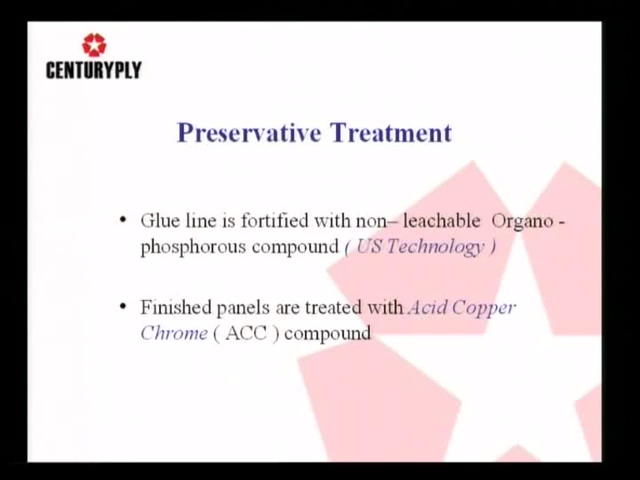 CENTURYPLY
Preservative Treatment
• Glue line is fortified with non– leachable Organo -
phosphorous compound ( US Technology )
• Finished panels are treated with Acid Copper
Chrome ( ACC ) compound